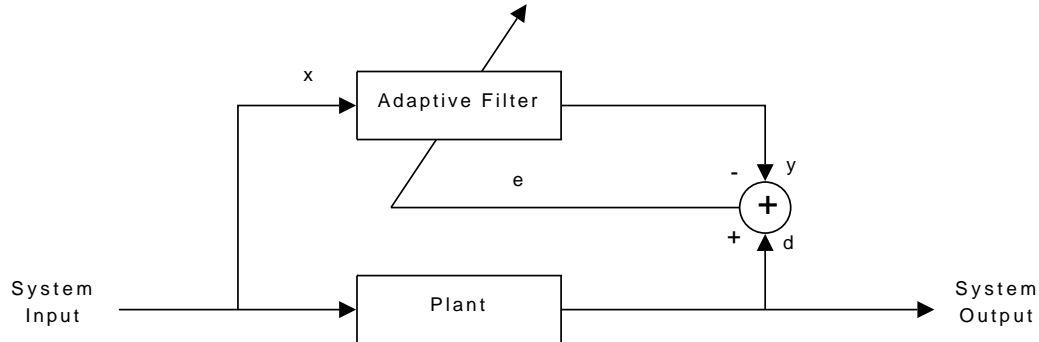 x
Adaptive Filter
-
y
e
+
+
d
System
Input
Plant
System
Output